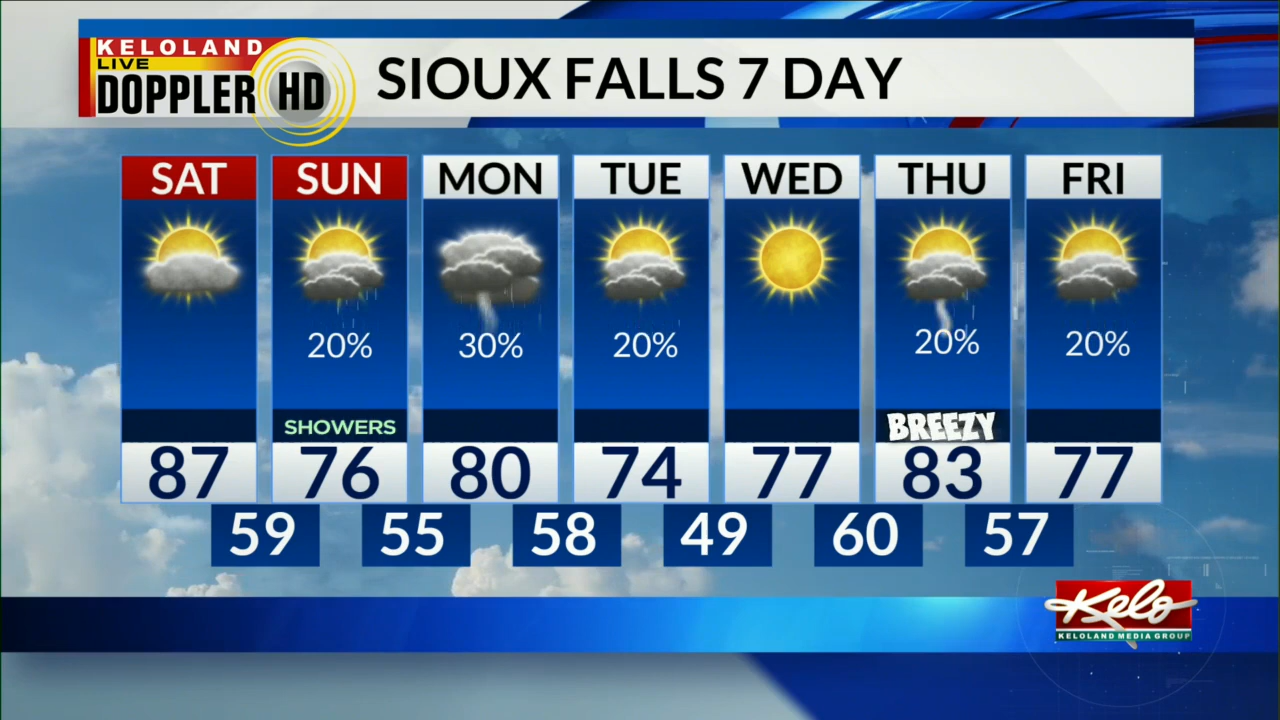 KELOLAND
LIVE
DOPPLER HD
SIOUX FALLS 7 DAY
SAT SUN MON TUE WED THU FRI
20% 30% 20% 20% 20%
SHOWERS BREEZY
87 76 80 74 77 83 77
59 55 58 49 60 57
Kelo
KELOLAND MEDIA GROUP